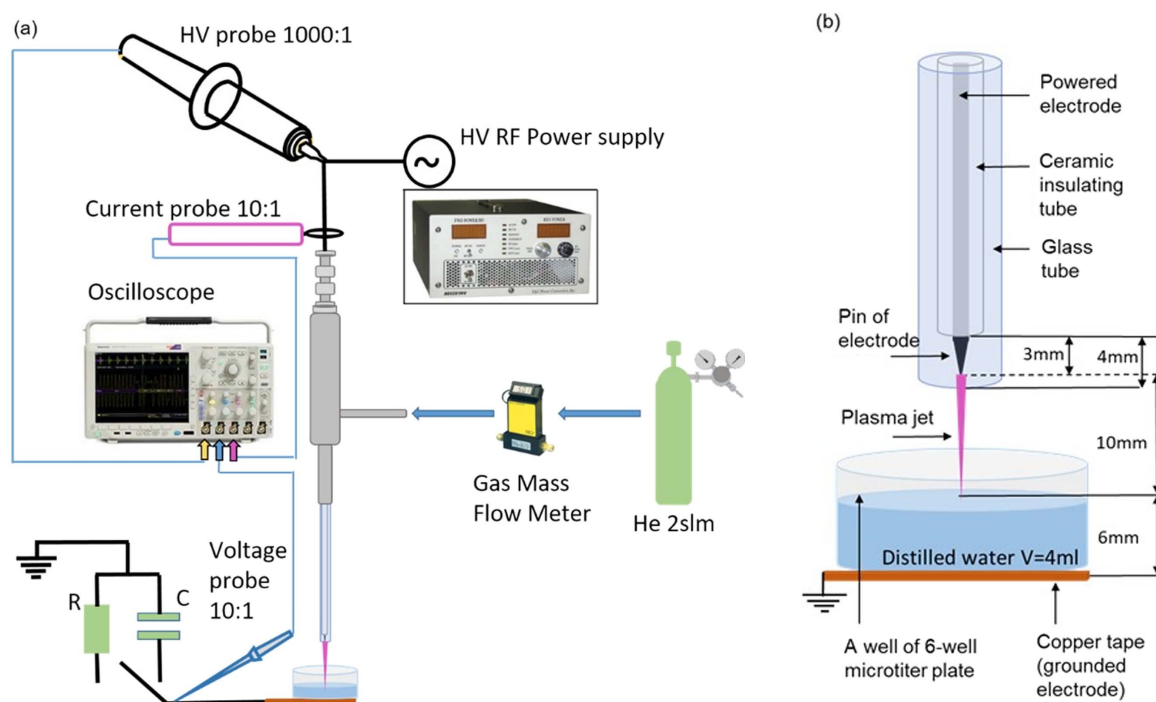 (a)
HV probe 1000:1
HV RF Power supply
Current probe 10:1
Oscilloscope
Gas Mass
Flow Meter
He 2slm
Voltage
probe
10:1
R
C
(b)
Powered
electrode
Ceramic
insulating
tube
Glass
tube
Pin of
electrode
3mm
4mm
Plasma jet
10mm
6mm
Distilled water V=4ml
A well of 6-well
microtiter plate
Copper tape
(grounded
electrode)